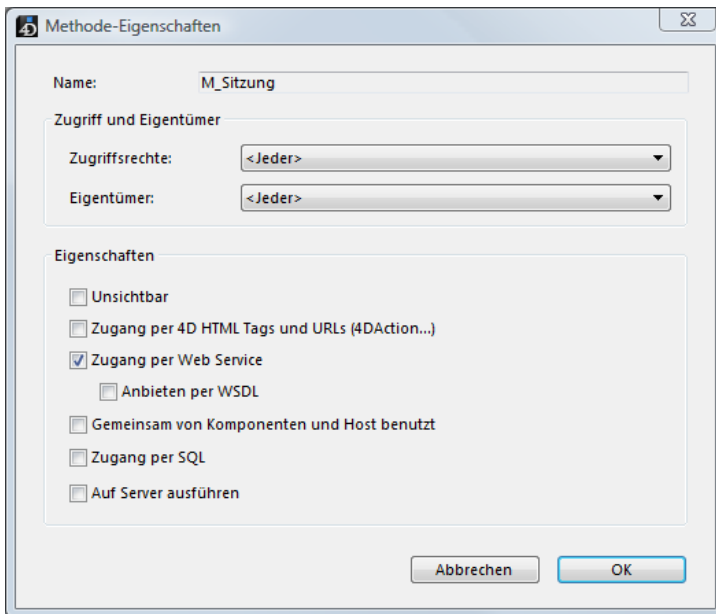 4D Methode-Eigenschaften
Name: M_Sitzung
Zugriff und Eigentümer
Zugriffsrechte: <Jeder>
Eigentümer: <Jeder>
Eigenschaften
Unsichtbar
Zugang per 4D HTML Tags und URLs (4DAction...)
Zugang per Web Service
Anbieten per WSDL
Gemeinsam von Komponenten und Host benutzt
Zugang per SQL
Auf Server ausführen
Abbrechen OK